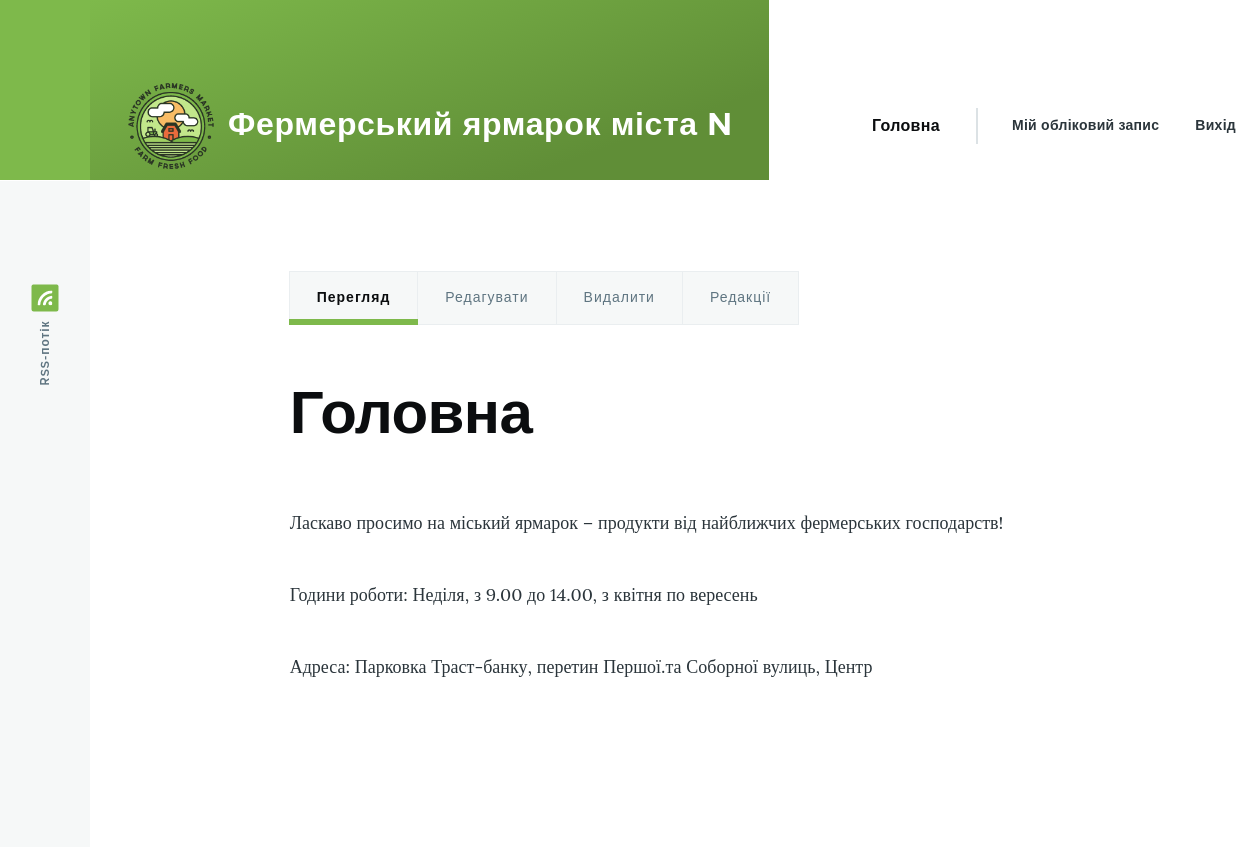 ANYTOWN FARMERS MARKET
FARM FRESH FOOD
Фермерський ярмарок міста N
Головна
Мій обліковий запис
Вихід
RSS-потік
Перегляд
Редагувати
Видалити
Редакції
Головна
Ласкаво просимо на міський ярмарок – продукти від найближчих фермерських господарств!
Години роботи: Неділя, з 9.00 до 14.00, з квітня по вересень
Адреса: Парковка Траст-банку, перетин Першої.та Соборної вулиць, Центр